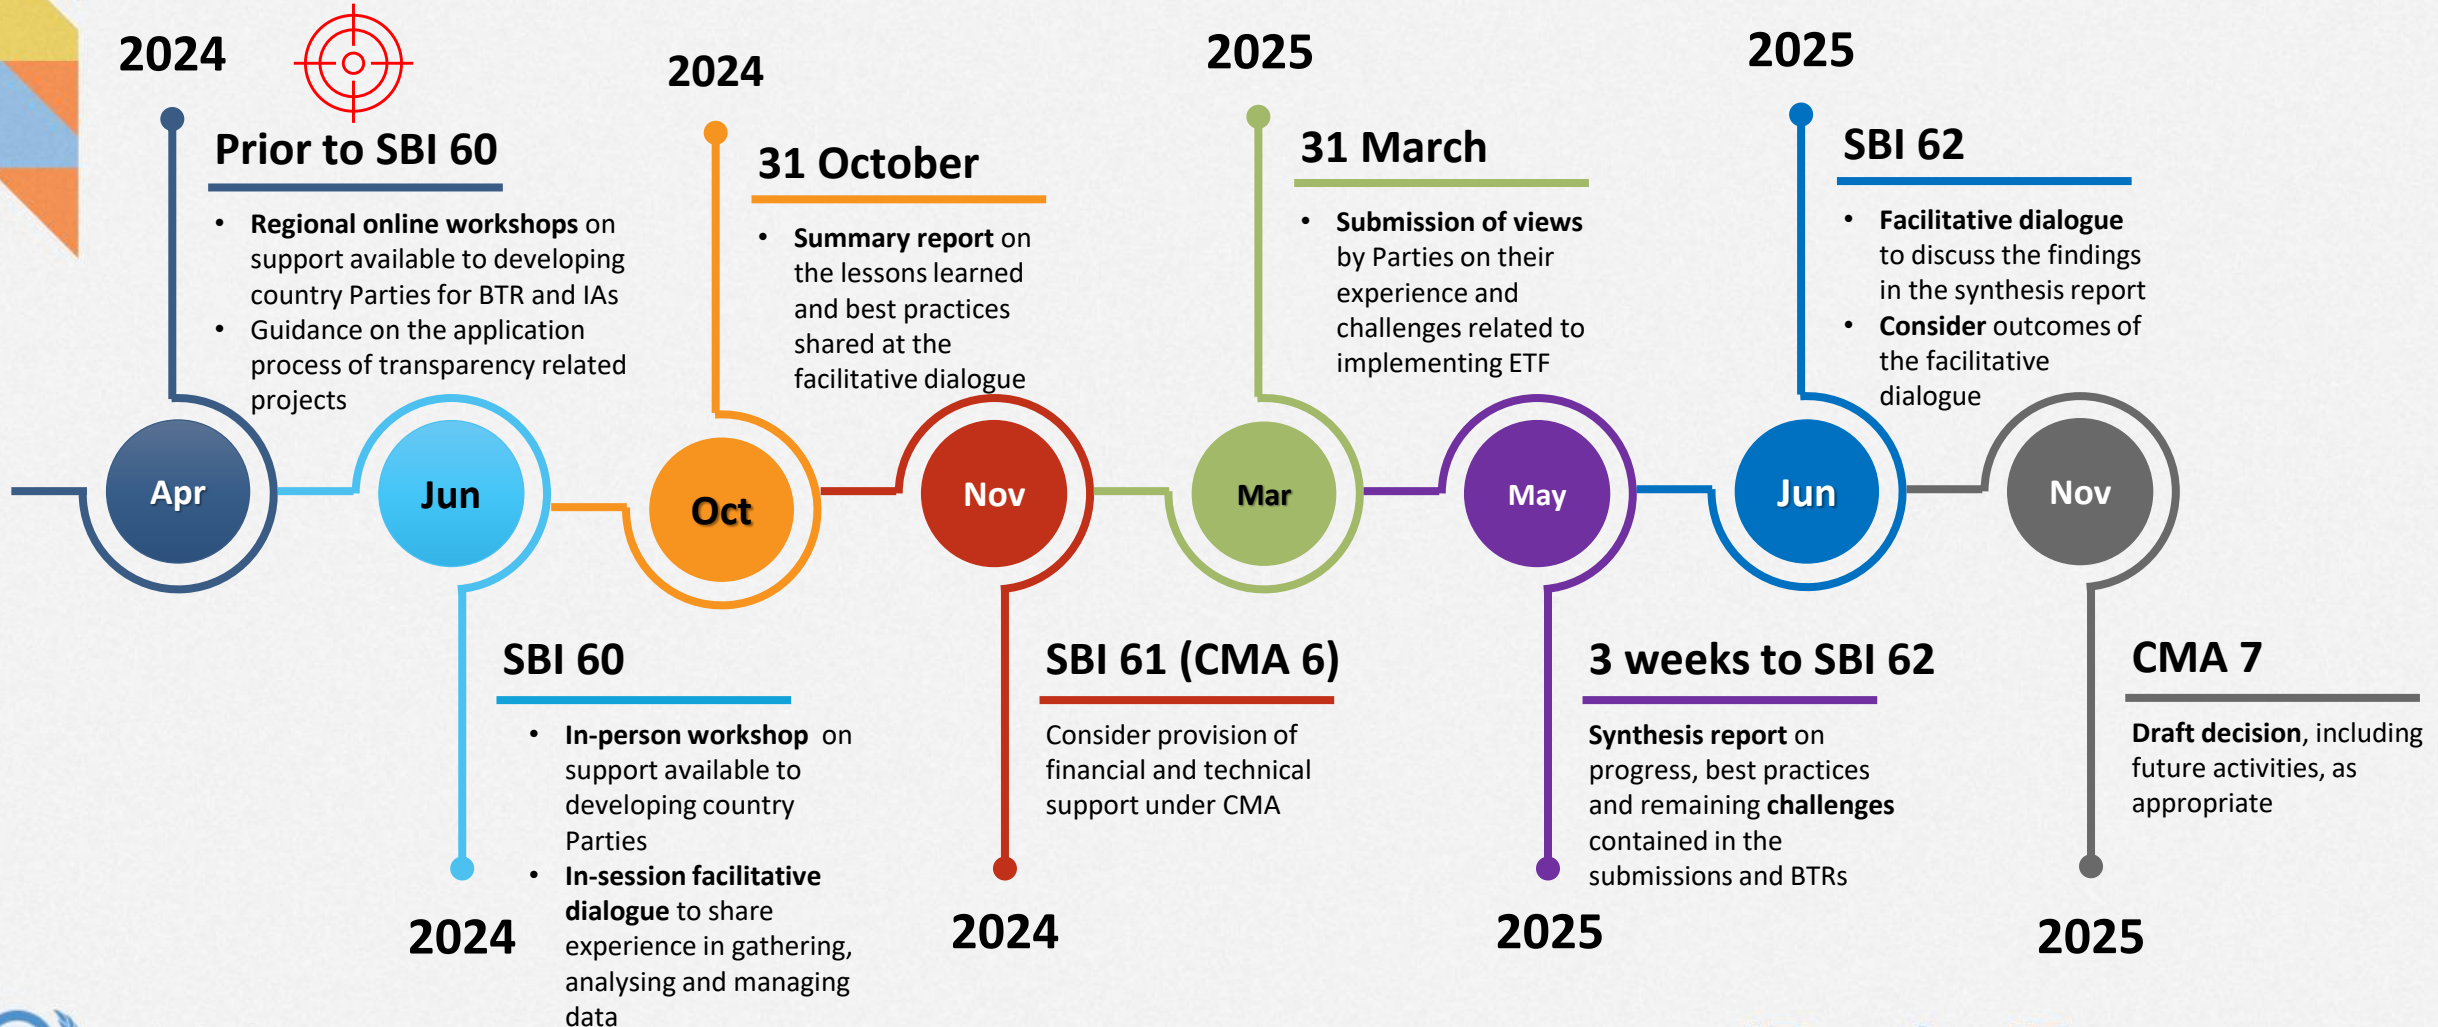 2024
Prior to SBI 60
• Regional online workshops on
support available to developing
country Parties for BTR and IAs
• Guidance on the application
process of transparency related
projects
Apr
Jun
SBI 60
• In-person workshop on
support available to
developing country
Parties
• In-session facilitative
dialogue to share
experience in gathering,
analysing and managing
data
2024
2024
31 October
• Summary report on
the lessons learned
and best practices
shared at the
facilitative dialogue
Oct
Nov
SBI 61 (CMA 6)
Consider provision of
financial and technical
support under CMA
2024
2025
31 March
• Submission of views
by Parties on their
experience and
challenges related to
implementing ETF
Mar
May
3 weeks to SBI 62
Synthesis report on
progress, best practices
and remaining challenges
contained in the
submissions and BTRs
2025
2025
SBI 62
• Facilitative dialogue
to discuss the findings
in the synthesis report
• Consider outcomes of
the facilitative
dialogue
Jun
Nov
CMA 7
Draft decision, including
future activities, as
appropriate
2025